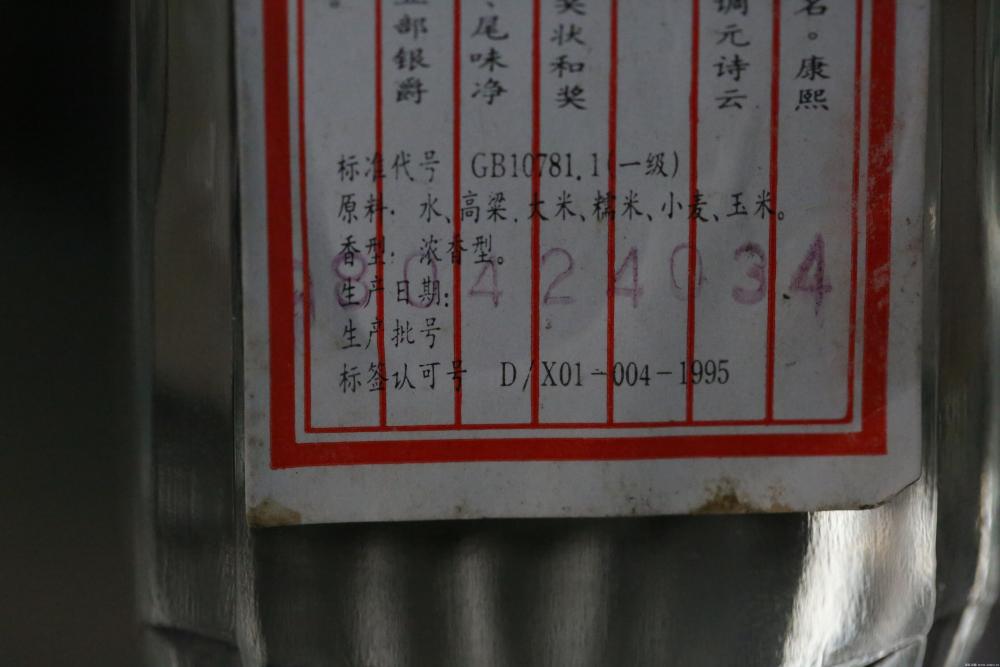 名。康熙
调元诗云
奖状和奖
、尾味净
部银爵
。
标准代号 GB10781.1(一级)
原料: 水、高梁、大米、糯米、小麦、玉米。
香型: 浓香型。
980424034
生产日期:
生产批号
标签认可号 D/X01-004-1995